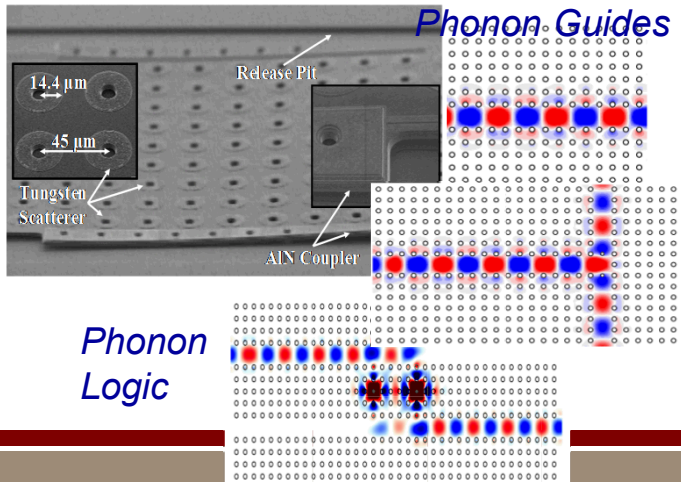 Phonon Guides
Release Pit
14.4 µm
45 µm
Tungsten
Scatterer
AlN Coupler
Phonon
Logic